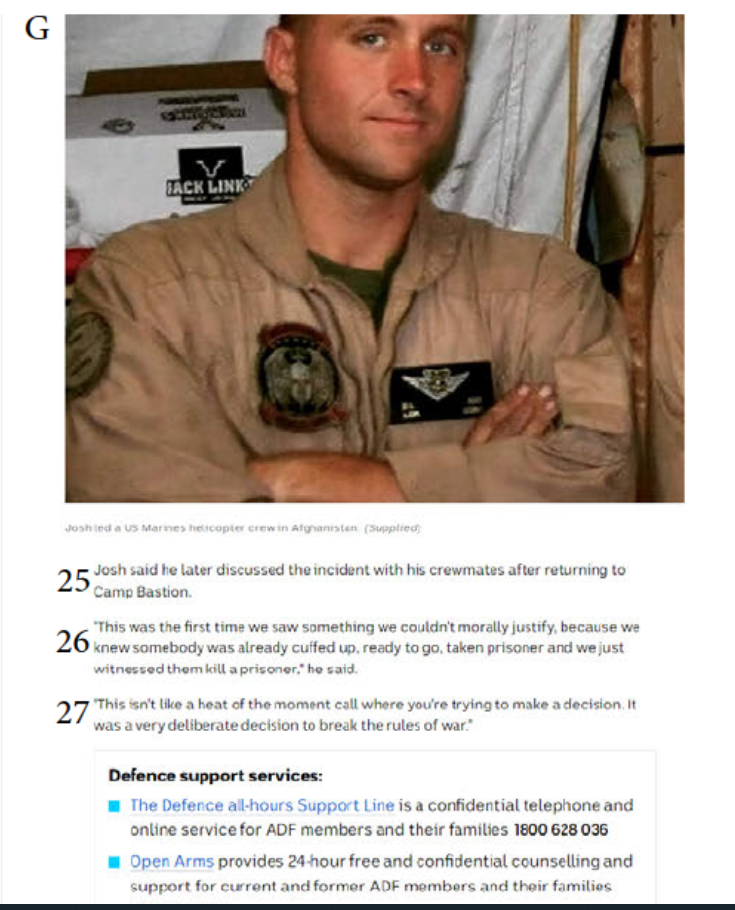 G
JACK LINK'
Josh led a US Marines helicopter crew in Afghanistan. (Supplied)
25 Josh said he later discussed the incident with his crewmates after returning to
Camp Bastion.
26 "This was the first time we saw something we couldn't morally justify, because we
knew somebody was already cuffed up, ready to go, taken prisoner and we just
witnessed them kill a prisoner," he said.
27 "This isn't like a heat of the moment call where you're trying to make a decision. It
was a very deliberate decision to break the rules of war."
Defence support services:
The Defence all-hours Support Line is a confidential telephone and
online service for ADF members and their families 1800 628 036
Open Arms provides 24-hour free and confidential counselling and
support for current and former ADF members and their families